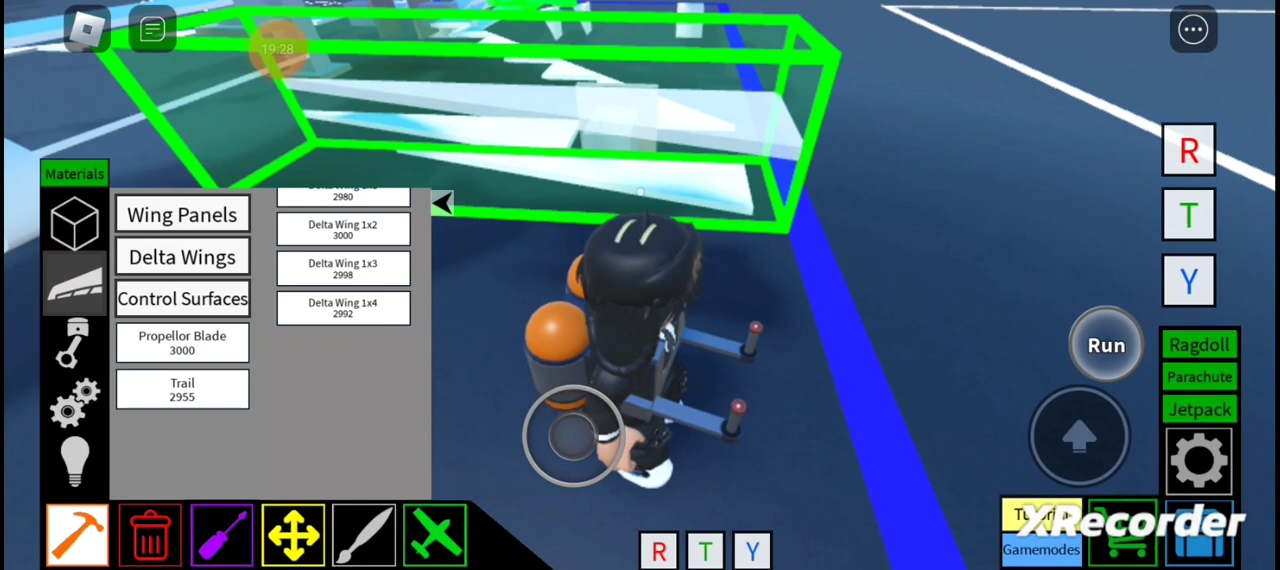 19:28
Materials
Wing Panels
Delta Wings
Control Surfaces
Propellor Blade
3000
Trail
2955
2980
Delta Wing 1x2
3000
Delta Wing 1x3
2998
Delta Wing 1x4
2992
R
T
Y
Run
Ragdoll
Parachute
Jetpack
XRecorder
Gamemodes
R
T
Y